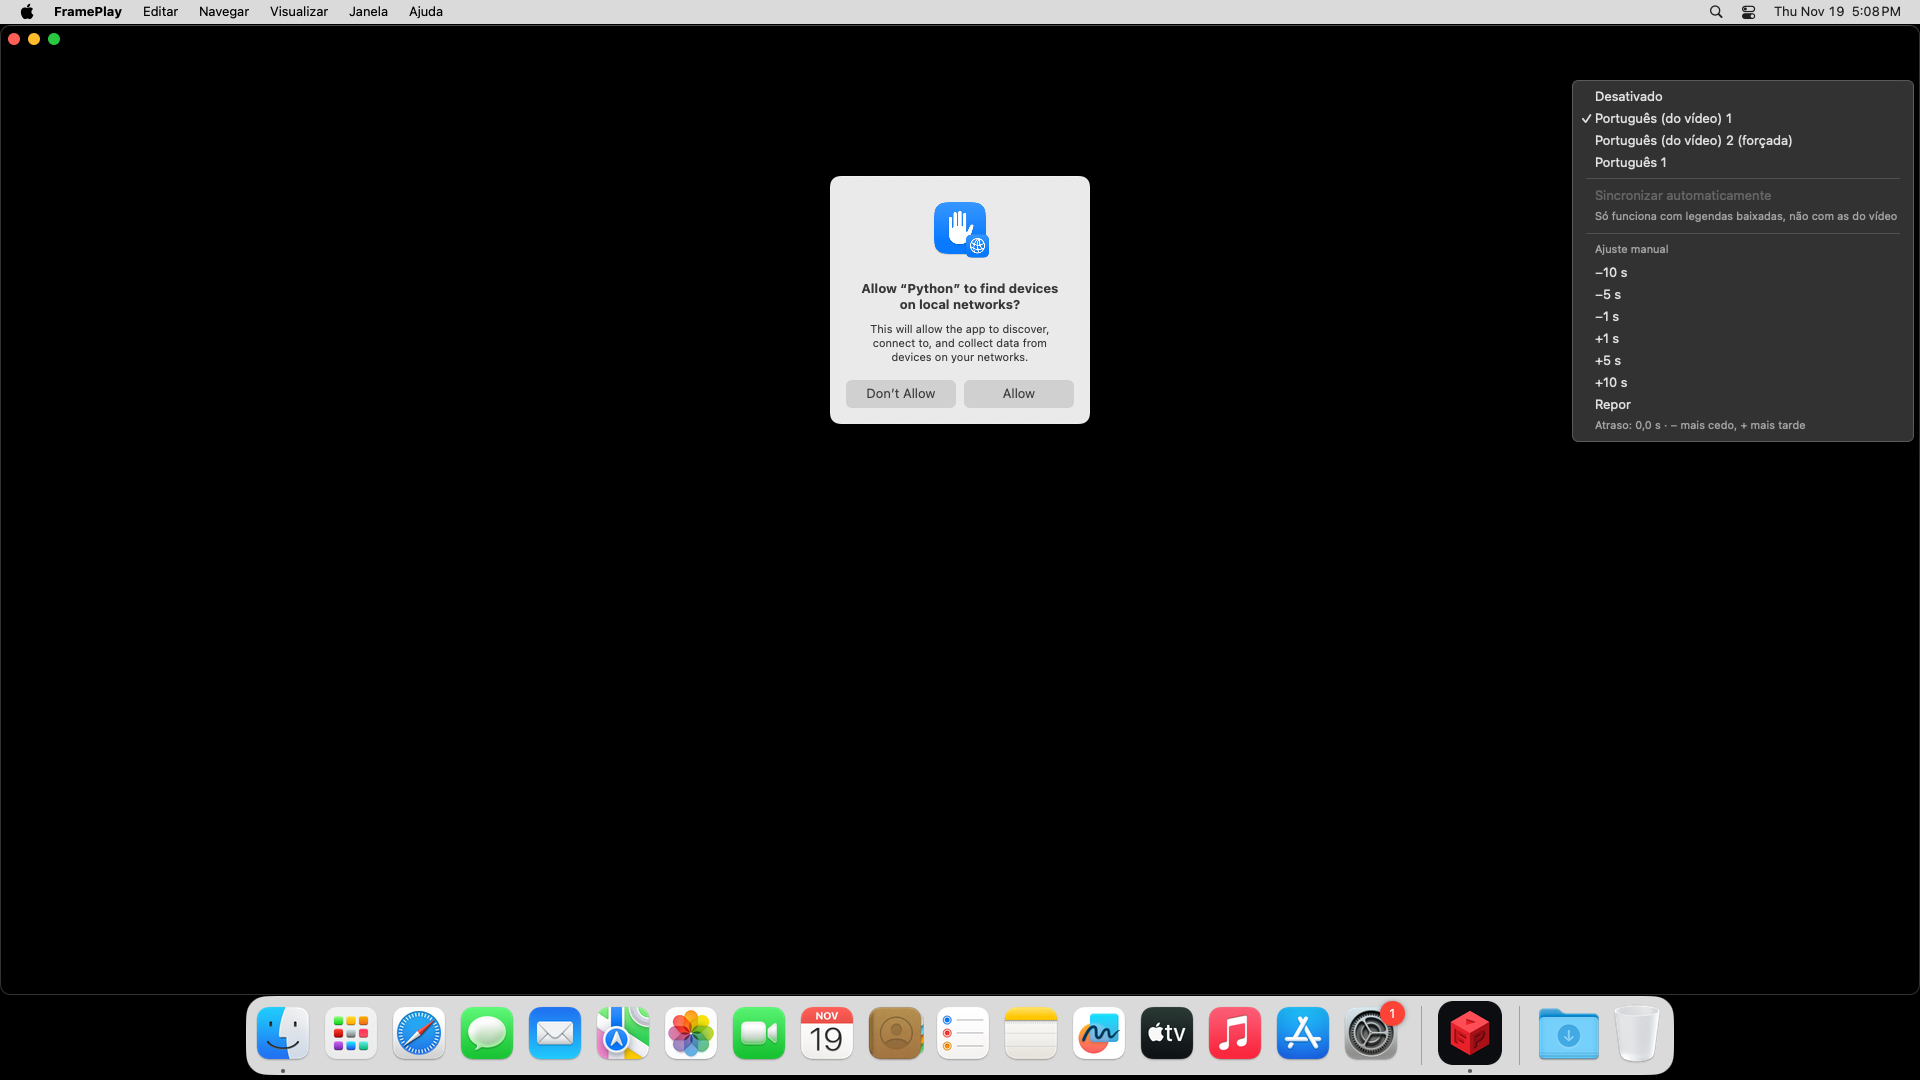 FramePlay Editar Navegar Visualizar Janela Ajuda Thu Nov 19 5:08 PM
Desativado
✓ Português (do vídeo) 1
Português (do vídeo) 2 (forçada)
Português 1
Sincronizar automaticamente
Só funciona com legendas baixadas, não com as do vídeo
Ajuste manual
−10 s
−5 s
−1 s
+1 s
+5 s
+10 s
Repor
Atraso: 0,0 s · − mais cedo, + mais tarde
Allow “Python” to find devices
on local networks?
This will allow the app to discover,
connect to, and collect data from
devices on your networks.
Don’t Allow Allow
NOV
19
tv
1